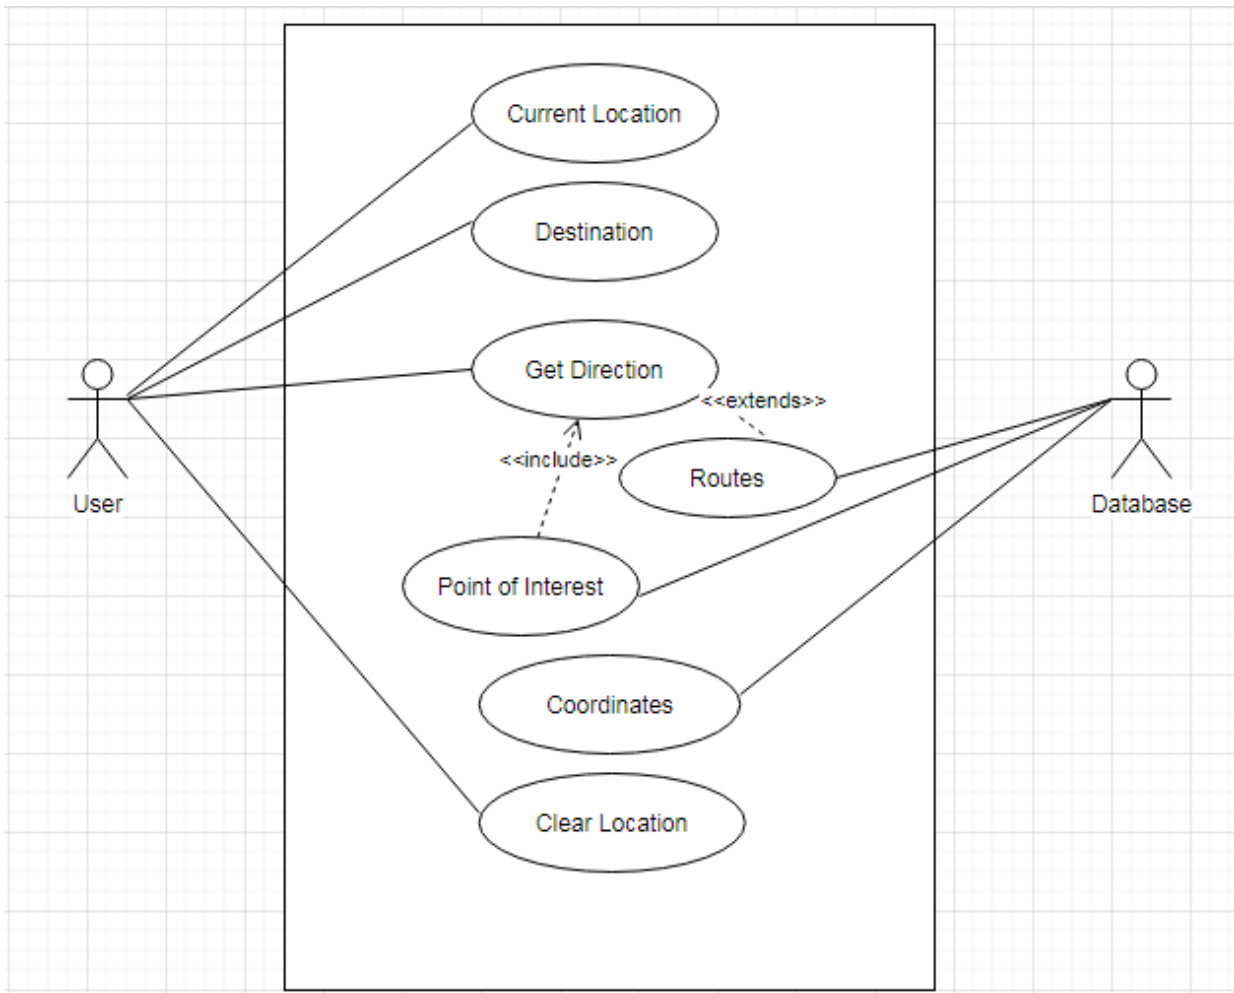 Current Location
Destination
Get Direction
<<extends>>
<<include>>
Routes
User
Database
Point of Interest
Coordinates
Clear Location